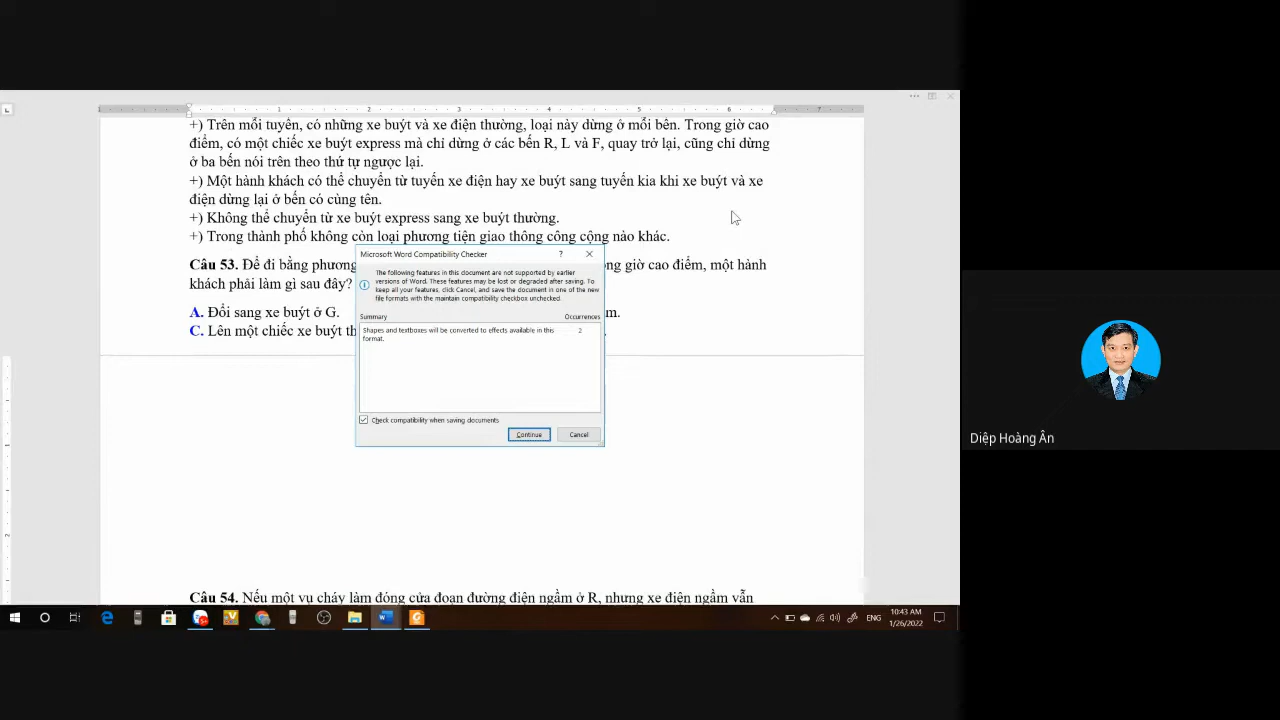 1 1 2 3 4 5 6 7
+) Trên mỗi tuyến, có những xe buýt và xe điện thường, loại này dừng ở mỗi bến. Trong giờ cao
điểm, có một chiếc xe buýt express mà chỉ dừng ở các bến R, L và F, quay trở lại, cũng chỉ dừng
ở ba bến nói trên theo thứ tự ngược lại.
+) Một hành khách có thể chuyển từ tuyến xe điện hay xe buýt sang tuyến kia khi xe buýt và xe
điện dừng lại ở bến có cùng tên.
+) Không thể chuyển từ xe buýt express sang xe buýt thường.
+) Trong thành phố không còn loại phương tiện giao thông công cộng nào khác.
Câu 53. Để đi bằng phương ng giờ cao điểm, một hành
khách phải làm gì sau đây?
A. Đổi sang xe buýt ở G. m.
C. Lên một chiếc xe buýt th
Microsoft Word Compatibility Checker ?
The following features in this document are not supported by earlier
versions of Word. These features may be lost or degraded after saving. To
keep all your features, click Cancel, and save the document in one of the new
file formats with the maintain compatibility checkbox unchecked.
Summary Occurrences
Shapes and textboxes will be converted to effects available in this 2
format.
Check compatibility when saving documents
Continue Cancel
Câu 54. Nếu một vụ cháy làm đóng cửa đoạn đường điện ngầm ở R, nhưng xe điện ngầm vẫn
ENG
10:43 AM
1/26/2022
Diệp Hoàng Ân